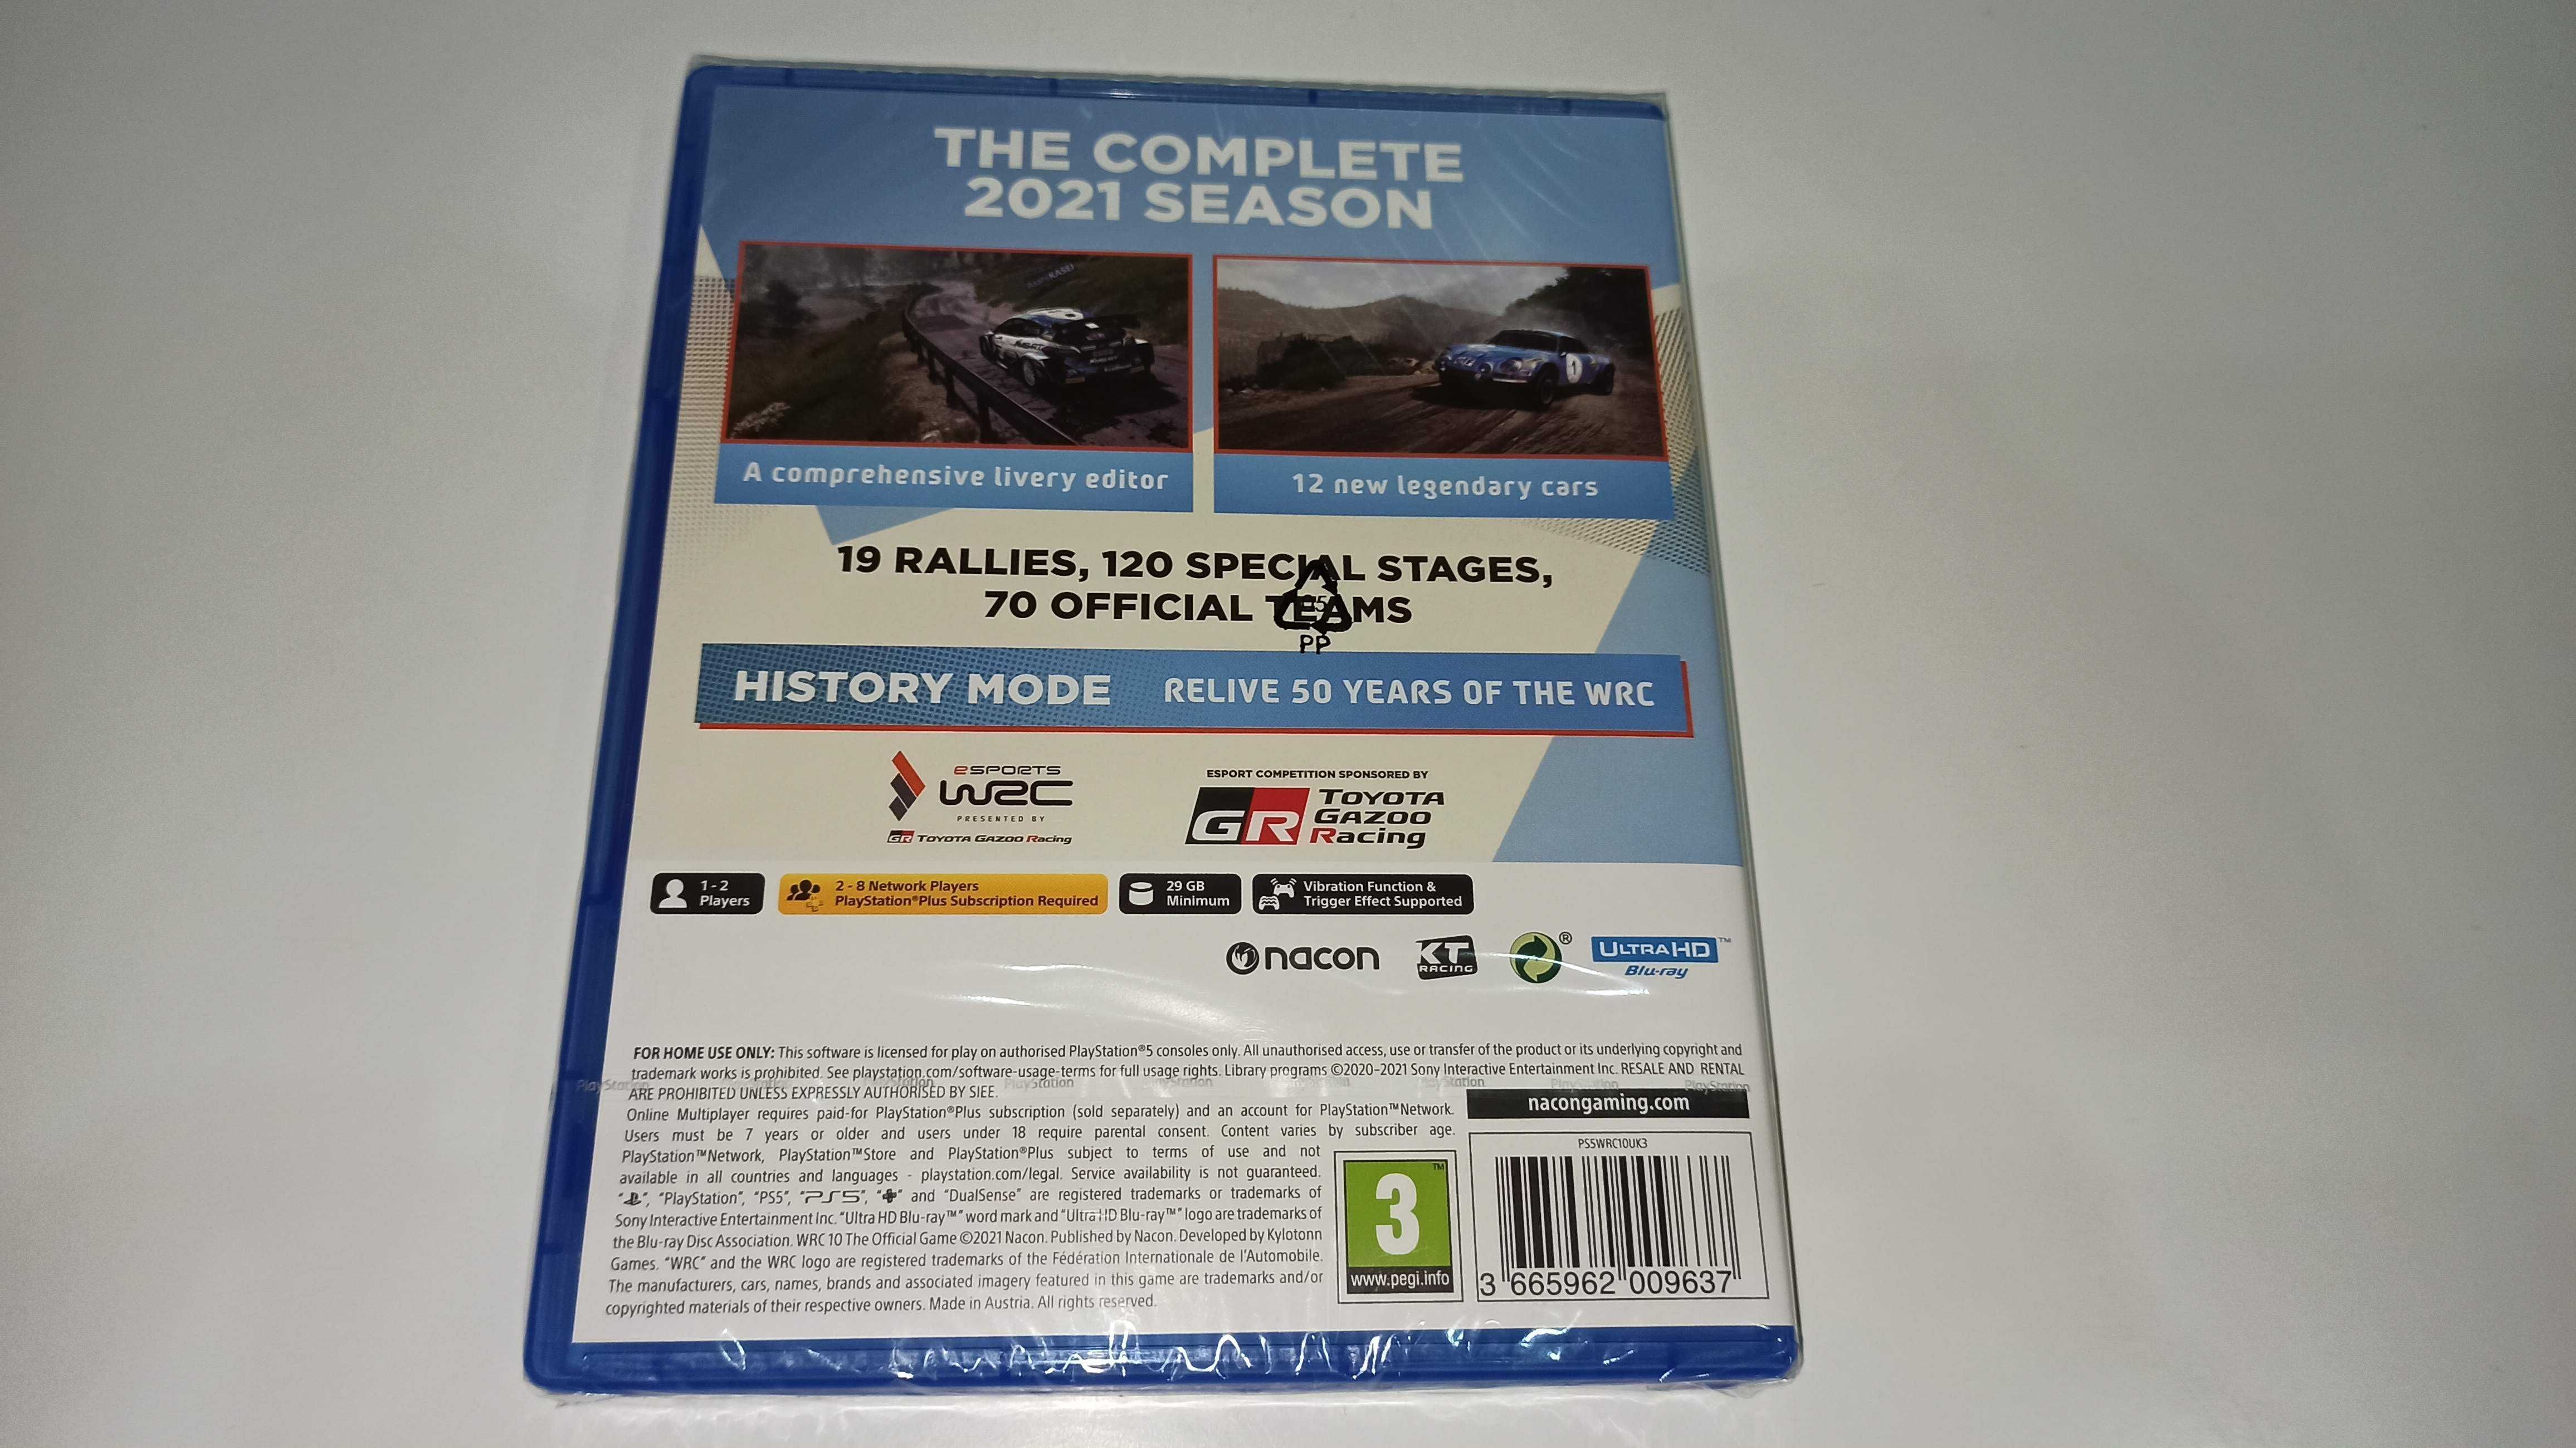 THE COMPLETE
2021 SEASON
A comprehensive livery editor
12 new legendary cars
19 RALLIES, 120 SPECIAL STAGES,
70 OFFICIAL TEAMS
PP
HISTORY MODE RELIVE 50 YEARS OF THE WRC
eSPORTS
WRC
PRESENTED BY
GR TOYOTA GAZOO Racing
ESPORT COMPETITION SPONSORED BY
GR TOYOTA
GAZOO
Racing
1 - 2
Players
2 - 8 Network Players
PlayStation®Plus Subscription Required
29 GB
Minimum
Vibration Function &
Trigger Effect Supported
nacon
KT
RACING
®
ULTRA HD™
Blu-ray
FOR HOME USE ONLY: This software is licensed for play on authorised PlayStation®5 consoles only. All unauthorised access, use or transfer of the product or its underlying copyright and
trademark works is prohibited. See playstation.com/software-usage-terms for full usage rights. Library programs ©2020-2021 Sony Interactive Entertainment Inc. RESALE AND RENTAL
PlayStation PlayStation PlayStation PlayStation PlayStation PlayStation PlayStation PlayStation
ARE PROHIBITED UNLESS EXPRESSLY AUTHORISED BY SIEE.
Online Multiplayer requires paid-for PlayStation®Plus subscription (sold separately) and an account for PlayStation™Network.
Users must be 7 years or older and users under 18 require parental consent. Content varies by subscriber age.
PlayStation™Network, PlayStation™Store and PlayStation®Plus subject to terms of use and not
available in all countries and languages - playstation.com/legal. Service availability is not guaranteed.
“ ”, “PlayStation”, “PS5”, “PS5”, “ ” and “DualSense” are registered trademarks or trademarks of
Sony Interactive Entertainment Inc. “Ultra HD Blu-ray™” word mark and “Ultra HD Blu-ray™” logo are trademarks of
the Blu-ray Disc Association. WRC 10 The Official Game ©2021 Nacon. Published by Nacon. Developed by Kylotonn
Games. “WRC” and the WRC logo are registered trademarks of the Fédération Internationale de l’Automobile.
The manufacturers, cars, names, brands and associated imagery featured in this game are trademarks and/or
copyrighted materials of their respective owners. Made in Austria. All rights reserved.
nacongaming.com
PS5WRC10UK3
3™
www.pegi.info
3 665962 009637